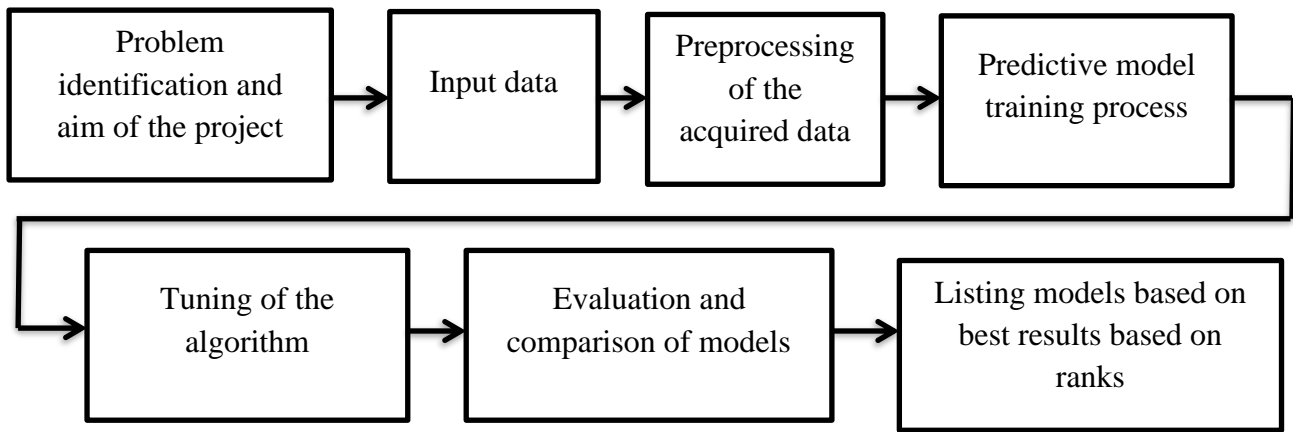 Problem
identification and
aim of the project
Input data
Preprocessing
of the
acquired data
Predictive model
training process
Tuning of the
algorithm
Evaluation and
comparison of models
Listing models based on
best results based on
ranks